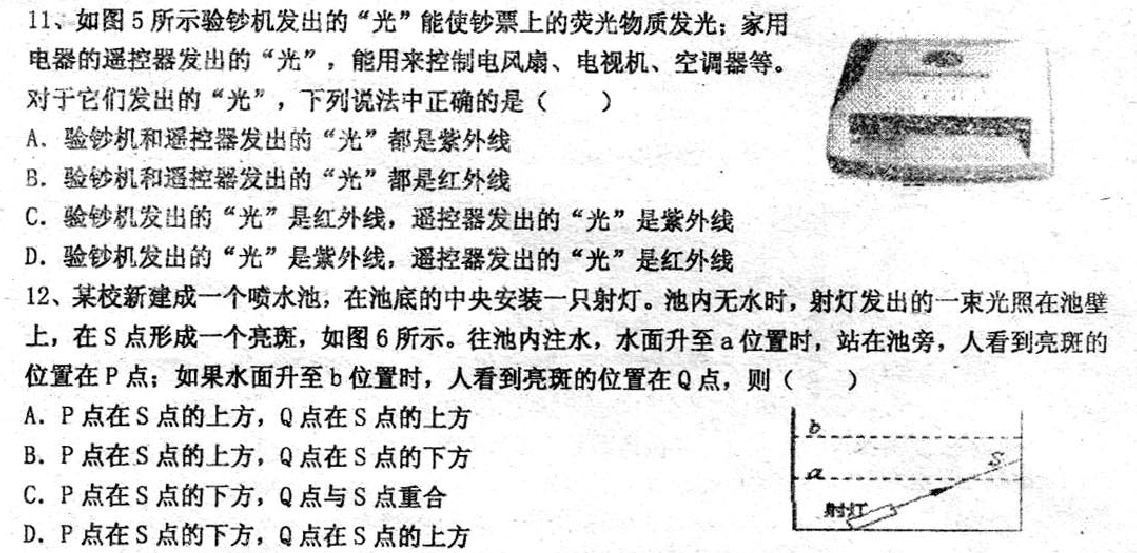 11、如图5所示验钞机发出的“光”能使钞票上的荧光物质发光；家用
电器的遥控器发出的“光”，能用来控制电风扇、电视机、空调器等。
对于它们发出的“光”，下列说法中正确的是（　　）
A．验钞机和遥控器发出的“光”都是紫外线
B．验钞机和遥控器发出的“光”都是红外线
C．验钞机发出的“光”是红外线，遥控器发出的“光”是紫外线
D．验钞机发出的“光”是紫外线，遥控器发出的“光”是红外线
12、某校新建成一个喷水池，在池底的中央安装一只射灯。池内无水时，射灯发出的一束光照在池壁
上，在S点形成一个亮斑，如图6所示。往池内注水，水面升至a位置时，站在池旁，人看到亮斑的
位置在P点；如果水面升至b位置时，人看到亮斑的位置在Q点，则（　　）
A．P点在S点的上方，Q点在S点的上方
B．P点在S点的上方，Q点在S点的下方
C．P点在S点的下方，Q点与S点重合
D．P点在S点的下方，Q点在S点的上方
b
S
a
射灯